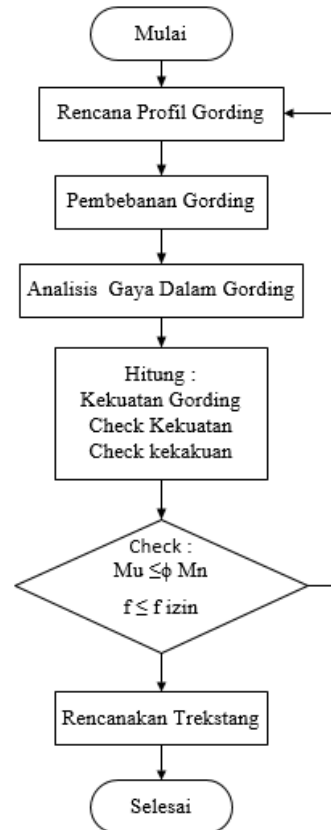 Mulai
Rencana Profil Gording
Pembebanan Gording
Analisis Gaya Dalam Gording
Hitung :
Kekuatan Gording
Check Kekuatan
Check kekakuan
Check :
Mu ≤ϕ Mn
f ≤ f izin
Rencanakan Trekstang
Selesai